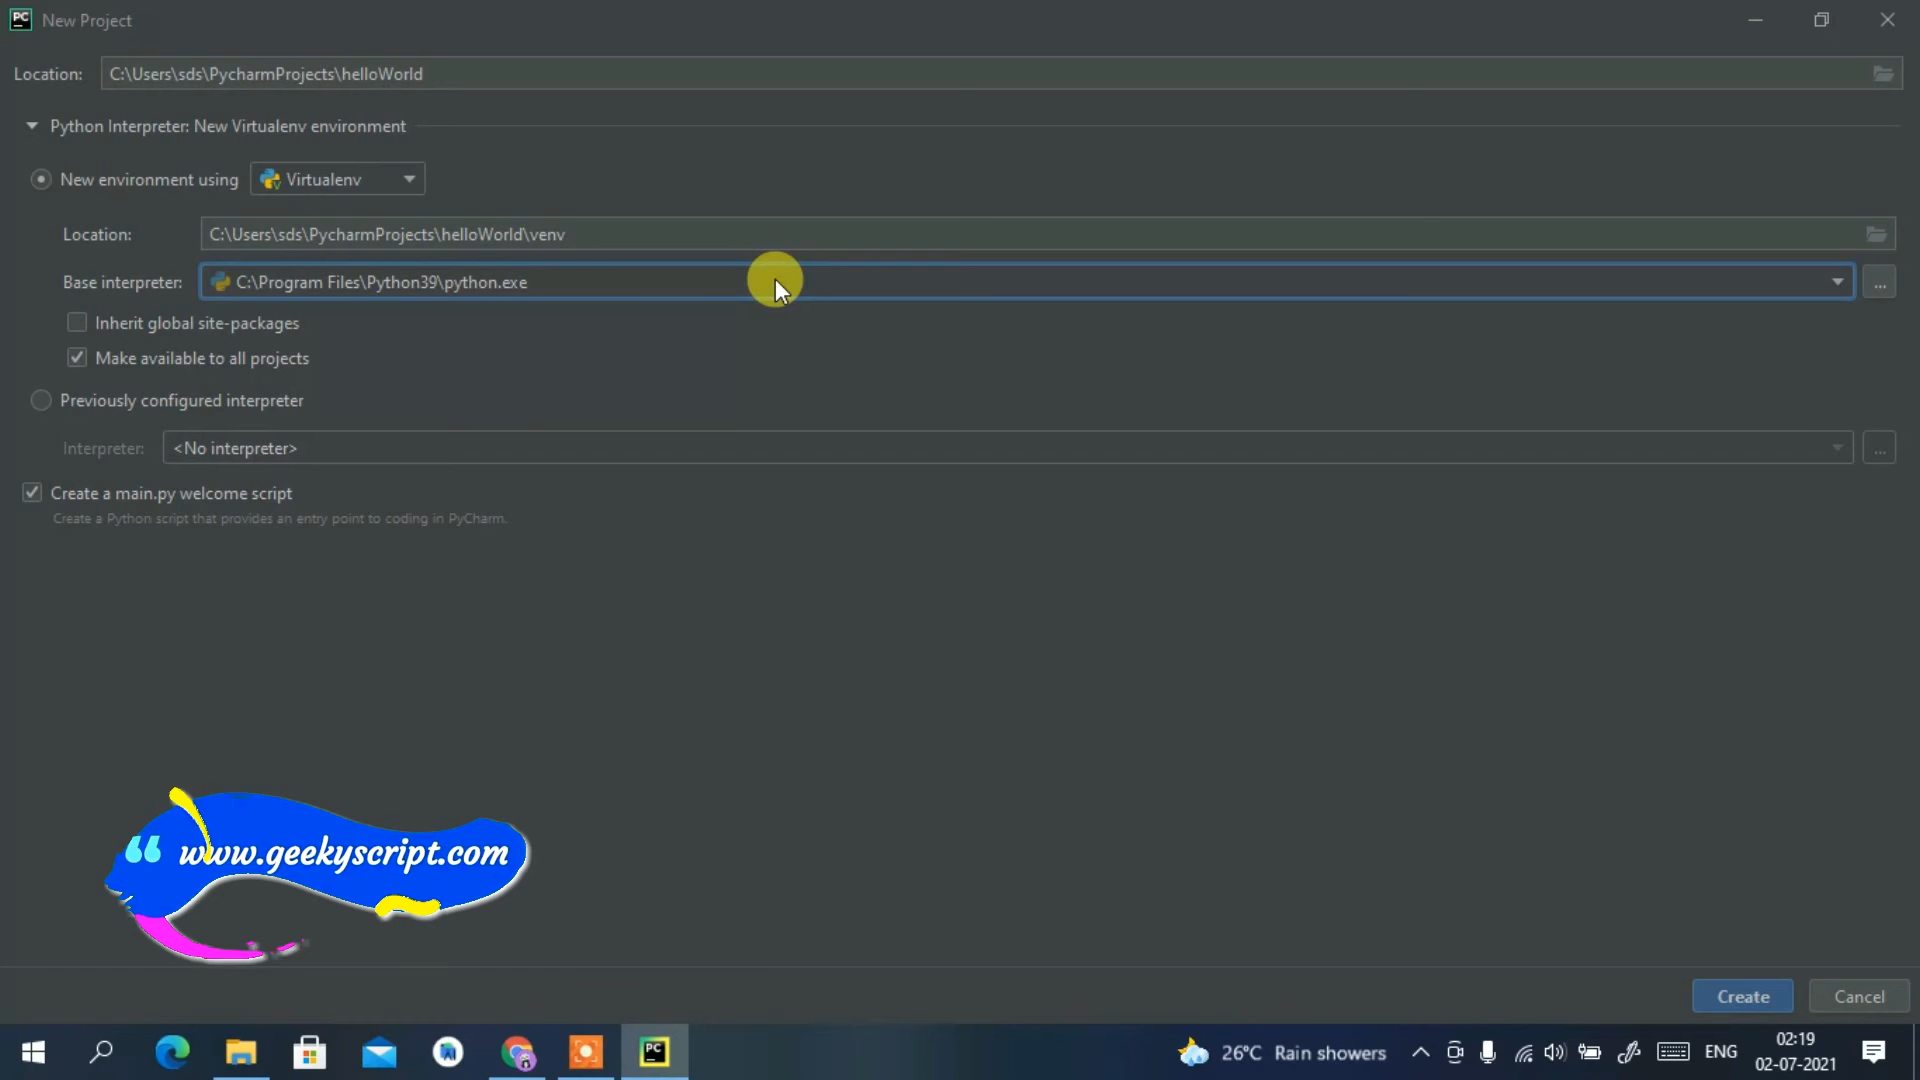 PC New Project
Location: C:\Users\sds\PycharmProjects\helloWorld
Python Interpreter: New Virtualenv environment
New environment using Virtualenv
Location: C:\Users\sds\PycharmProjects\helloWorld\venv
Base interpreter: C:\Program Files\Python39\python.exe ...
Inherit global site-packages
Make available to all projects
Previously configured interpreter
Interpreter: <No interpreter> ...
Create a main.py welcome script
Create a Python script that provides an entry point to coding in PyCharm.
“ www.geekyscript.com
Create Cancel
PC 26°C Rain showers ENG 02:19
02-07-2021